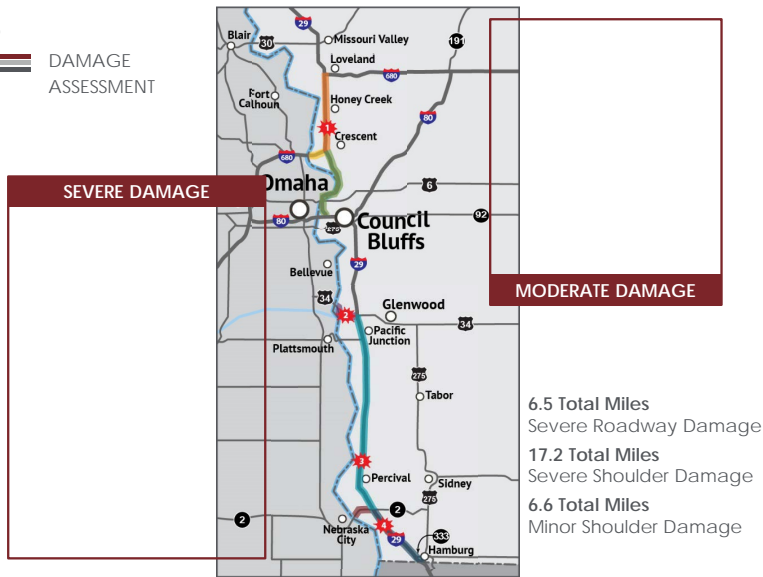 DAMAGE
ASSESSMENT
SEVERE DAMAGE
MODERATE DAMAGE
29
Blair
30
Missouri Valley
191
Loveland
680
Fort
Calhoun
Honey Creek
80
1
Crescent
680
Omaha
6
80
275
Council
Bluffs
92
Bellevue
29
34
Glenwood
2
34
Pacific
Junction
Plattsmouth
275
Tabor
3
Percival
Sidney
275
2
2
Nebraska
City
4
29
333
Hamburg
6.5 Total Miles
Severe Roadway Damage
17.2 Total Miles
Severe Shoulder Damage
6.6 Total Miles
Minor Shoulder Damage